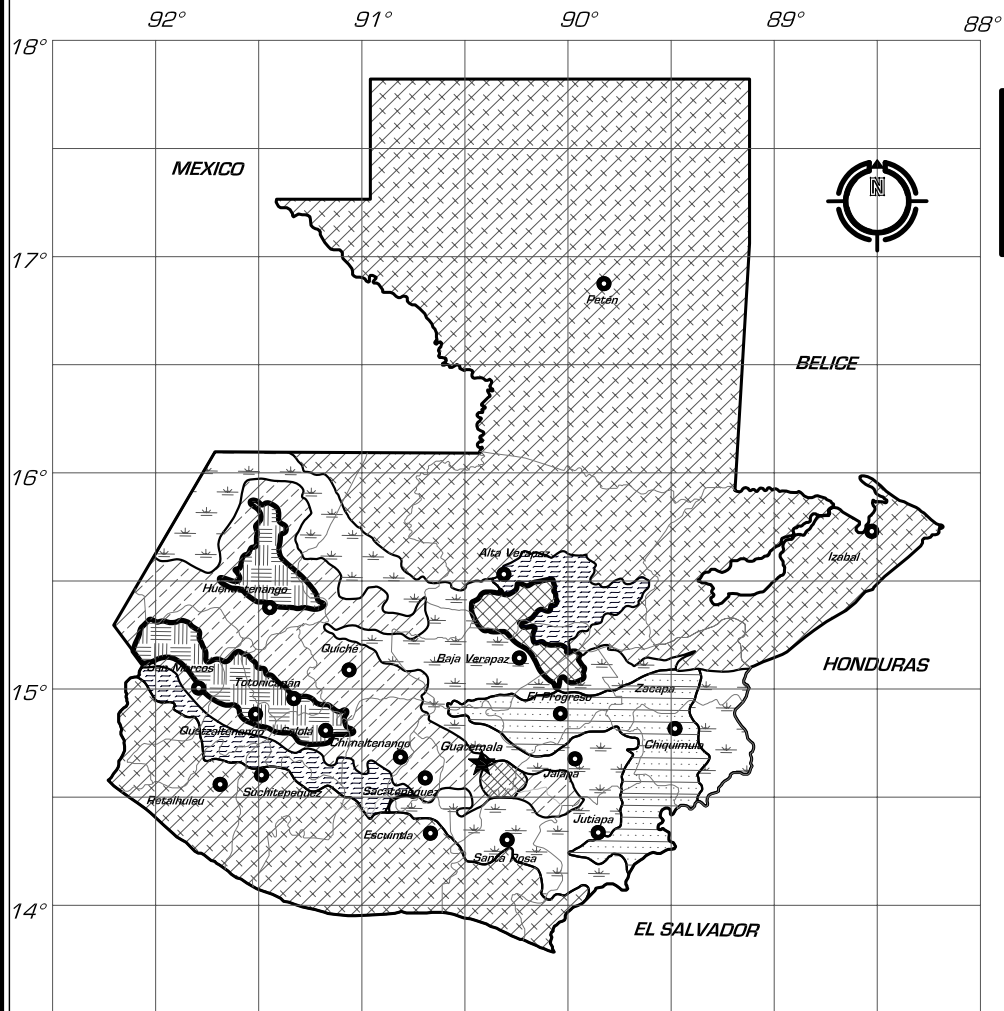 92° 91° 90° 89° 88°
18°
MEXICO
N
17°
Petén
BELICE
16°
Izabal
Alta Verapaz
Huehuetenango
Quiché
Baja Verapaz
HONDURAS
San Marcos
Totonicapán
Zacapa
15°
El Progreso
Quetzaltenango
Sololá
Chimaltenango
Guatemala
Chiquimula
Jalapa
Suchitepequez
Sacatepequez
Retalhuleu
Jutiapa
Escuintla
Santa Rosa
14°
EL SALVADOR